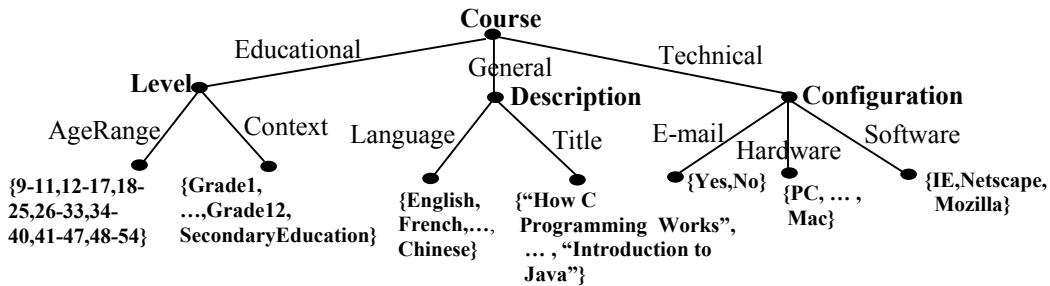 Course
Educational
General
Technical
Level
Description
Configuration
AgeRange
Context
Language
Title
E-mail
Hardware
Software
{9-11,12-17,18-
25,26-33,34-
40,41-47,48-54}
{Grade1,
…,Grade12,
SecondaryEducation}
{English,
French,…,
Chinese}
{“How C
Programming Works”,
… , “Introduction to
Java”}
{Yes,No}
{PC, … ,
Mac}
{IE,Netscape,
Mozilla}